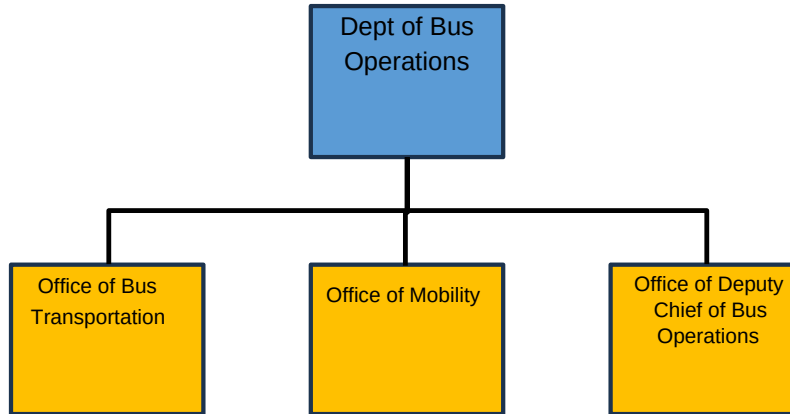 Dept of Bus
Operations
Office of Bus
Transportation
Office of Mobility
Office of Deputy
Chief of Bus
Operations